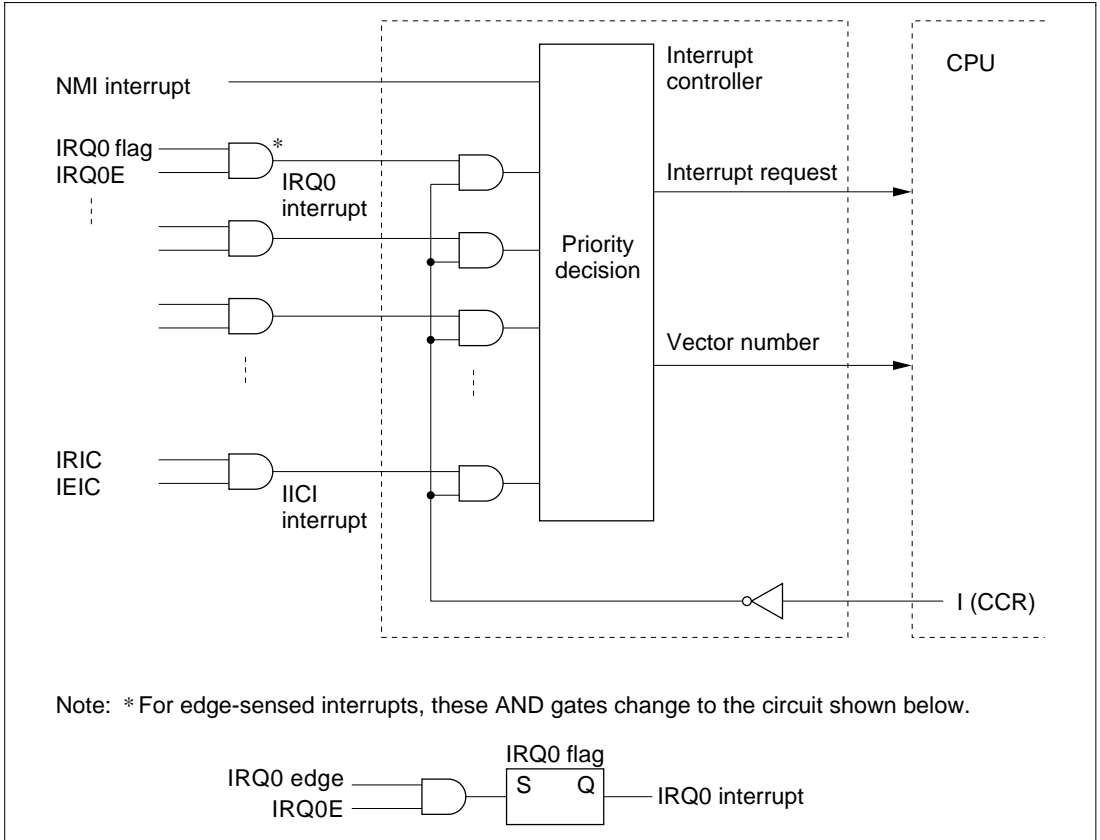 NMI interrupt
Interrupt
controller
CPU
IRQ0 flag
IRQ0E
*
IRQ0
interrupt
Interrupt request
Priority
decision
Vector number
IRIC
IEIC
IICI
interrupt
I (CCR)
Note: * For edge-sensed interrupts, these AND gates change to the circuit shown below.
IRQ0 edge
IRQ0E
IRQ0 flag
S Q
IRQ0 interrupt